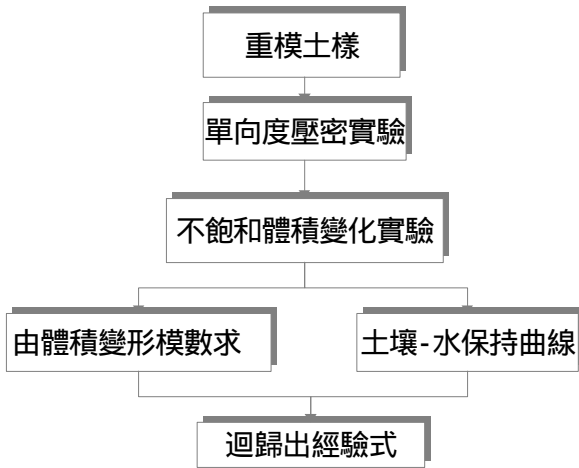 重模土樣
單向度壓密實驗
不飽和體積變化實驗
由體積變形模數求
土壤-水保持曲線
迴歸出經驗式